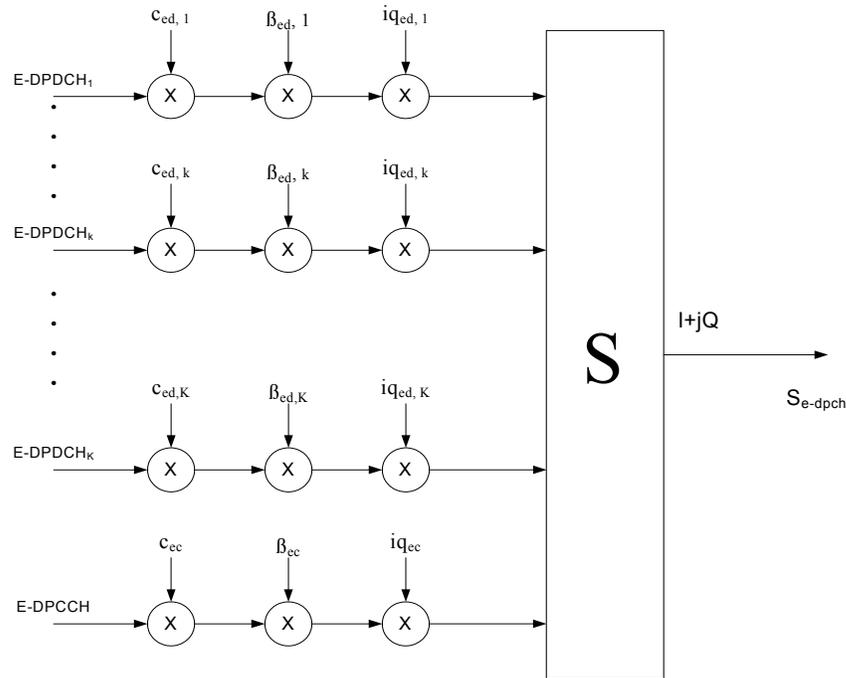 c_ed, 1 ß_ed, 1 iq_ed, 1
E-DPDCH₁ X X X
c_ed, k ß_ed, k iq_ed, k
E-DPDCH_k X X X
I+jQ
S
S_e-dpch
c_ed,K ß_ed,K iq_ed, K
E-DPDCH_K X X X
c_ec ß_ec iq_ec
E-DPCCH X X X